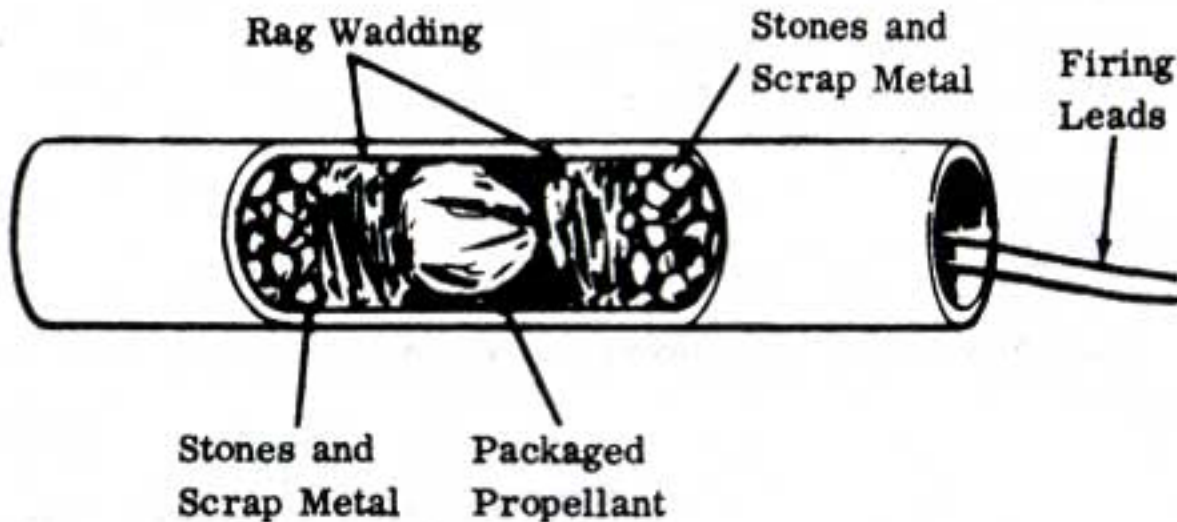 Rag Wadding
Stones and
Scrap Metal
Firing
Leads
Stones and
Scrap Metal
Packaged
Propellant